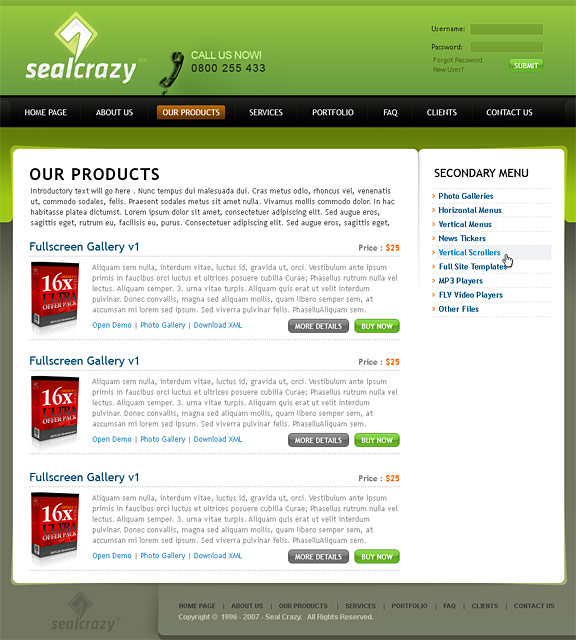 sealcrazy
CALL US NOW!
0800 255 433
Username:
Password:
Forgot Password
New User?
SUBMIT
HOME PAGE ABOUT US OUR PRODUCTS SERVICES PORTFOLIO FAQ CLIENTS CONTACT US
OUR PRODUCTS
Introductory text will go here . Nunc tempus dui malesuada dui. Cras metus odio, rhoncus vel, venenatis
ut, commodo sodales, felis. Praesent sodales metus sit amet nulla. Vivamus mollis commodo dolor. In hac
habitasse platea dictumst. Lorem ipsum dolor sit amet, consectetuer adipiscing elit. Sed augue eros,
sagittis eget, rutrum eu, facilisis eu, purus. Consectetuer adipiscing elit. Sed augue eros, sagittis eget,
Fullscreen Gallery v1 Price : $25
16x
ULTRA
OFFER PACK
Aliquam sem nulla, interdum vitae, luctus id, gravida ut, orci. Vestibulum ante ipsum
primis in faucibus orci luctus et ultrices posuere cubilia Curae; Phasellus rutrum nulla vel
lectus. Aliquam semper. 3. urna vitae turpis. Aliquam quis erat ut velit interdum
pulvinar. Donec convallis, magna sed aliquam mollis, quam libero semper sem, at
accumsan mi lorem sed ipsum. Sed viverra pulvinar sem. PhasellusAliquam sem.
Open Demo | Photo Gallery | Download XML
MORE DETAILS BUY NOW
Fullscreen Gallery v1 Price : $25
16x
ULTRA
OFFER PACK
Aliquam sem nulla, interdum vitae, luctus id, gravida ut, orci. Vestibulum ante ipsum
primis in faucibus orci luctus et ultrices posuere cubilia Curae; Phasellus rutrum nulla vel
lectus. Aliquam semper. 3. urna vitae turpis. Aliquam quis erat ut velit interdum
pulvinar. Donec convallis, magna sed aliquam mollis, quam libero semper sem, at
accumsan mi lorem sed ipsum. Sed viverra pulvinar sem. PhasellusAliquam sem.
Open Demo | Photo Gallery | Download XML
MORE DETAILS BUY NOW
Fullscreen Gallery v1 Price : $25
16x
ULTRA
OFFER PACK
Aliquam sem nulla, interdum vitae, luctus id, gravida ut, orci. Vestibulum ante ipsum
primis in faucibus orci luctus et ultrices posuere cubilia Curae; Phasellus rutrum nulla vel
lectus. Aliquam semper. 3. urna vitae turpis. Aliquam quis erat ut velit interdum
pulvinar. Donec convallis, magna sed aliquam mollis, quam libero semper sem, at
accumsan mi lorem sed ipsum. Sed viverra pulvinar sem. PhasellusAliquam sem.
Open Demo | Photo Gallery | Download XML
MORE DETAILS BUY NOW
SECONDARY MENU
Photo Galleries
Horizontal Menus
Vertical Menus
News Tickers
Vertical Scrollers
Full Site Templates
MP3 Players
FLV Video Players
Other Files
sealcrazy
HOME PAGE | ABOUT US | OUR PRODUCTS | SERVICES | PORTFOLIO | FAQ | CLIENTS | CONTACT US
Copyright © 1996 - 2007 - Seal Crazy. All Rights Reserved.